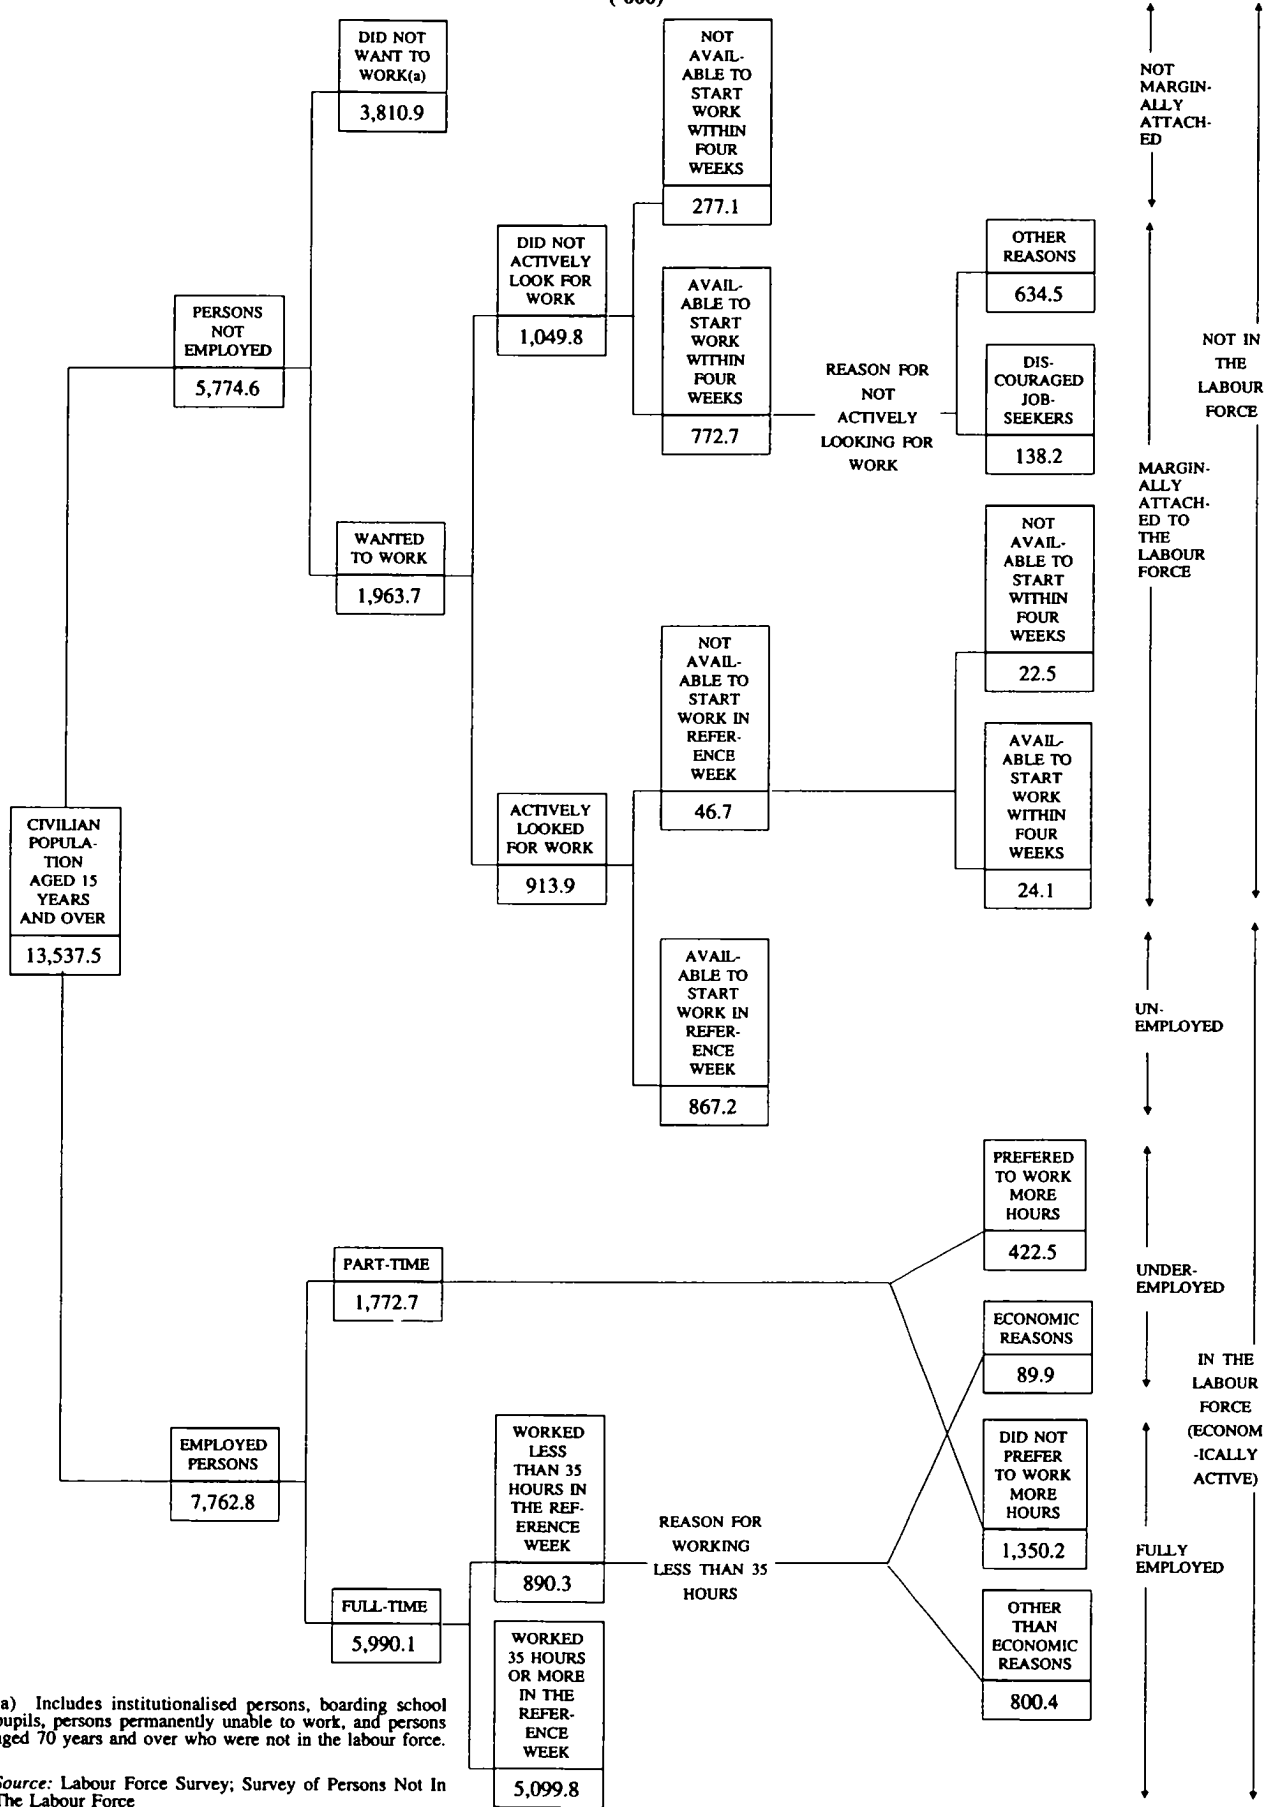 DID NOT
WANT TO
WORK(a)
3,810.9
NOT
AVAIL-
ABLE TO
START
WORK
WITHIN
FOUR
WEEKS
277.1
NOT
MARGIN-
ALLY
ATTACH-
ED
PERSONS
NOT
EMPLOYED
5,774.6
DID NOT
ACTIVELY
LOOK FOR
WORK
1,049.8
AVAIL-
ABLE TO
START
WORK
WITHIN
FOUR
WEEKS
772.7
REASON FOR
NOT
ACTIVELY
LOOKING FOR
WORK
OTHER
REASONS
634.5
DIS-
COURAGED
JOB-
SEEKERS
138.2
NOT IN
THE
LABOUR
FORCE
MARGIN-
ALLY
ATTACH-
ED TO
THE
LABOUR
FORCE
WANTED
TO WORK
1,963.7
NOT
AVAIL-
ABLE TO
START
WITHIN
FOUR
WEEKS
22.5
NOT
AVAIL-
ABLE TO
START
WORK IN
REFER-
ENCE
WEEK
46.7
AVAIL-
ABLE TO
START
WORK
WITHIN
FOUR
WEEKS
24.1
ACTIVELY
LOOKED
FOR WORK
913.9
CIVILIAN
POPULA-
TION
AGED 15
YEARS
AND OVER
13,537.5
AVAIL-
ABLE TO
START
WORK IN
REFER-
ENCE
WEEK
867.2
UN-
EMPLOYED
PREFERED
TO WORK
MORE
HOURS
422.5
PART-TIME
1,772.7
UNDER-
EMPLOYED
ECONOMIC
REASONS
89.9
IN THE
LABOUR
FORCE
(ECONOM
-ICALLY
ACTIVE)
EMPLOYED
PERSONS
7,762.8
WORKED
LESS
THAN 35
HOURS IN
THE REF-
ERENCE
WEEK
890.3
REASON FOR
WORKING
LESS THAN 35
HOURS
DID NOT
PREFER
TO WORK
MORE
HOURS
1,350.2
FULLY
EMPLOYED
FULL-TIME
5,990.1
WORKED
35 HOURS
OR MORE
IN THE
REFER-
ENCE
WEEK
5,099.8
OTHER
THAN
ECONOMIC
REASONS
800.4
a) Includes institutionalised persons, boarding school
pupils, persons permanently unable to work, and persons
aged 70 years and over who were not in the labour force.
Source: Labour Force Survey; Survey of Persons Not In
The Labour Force